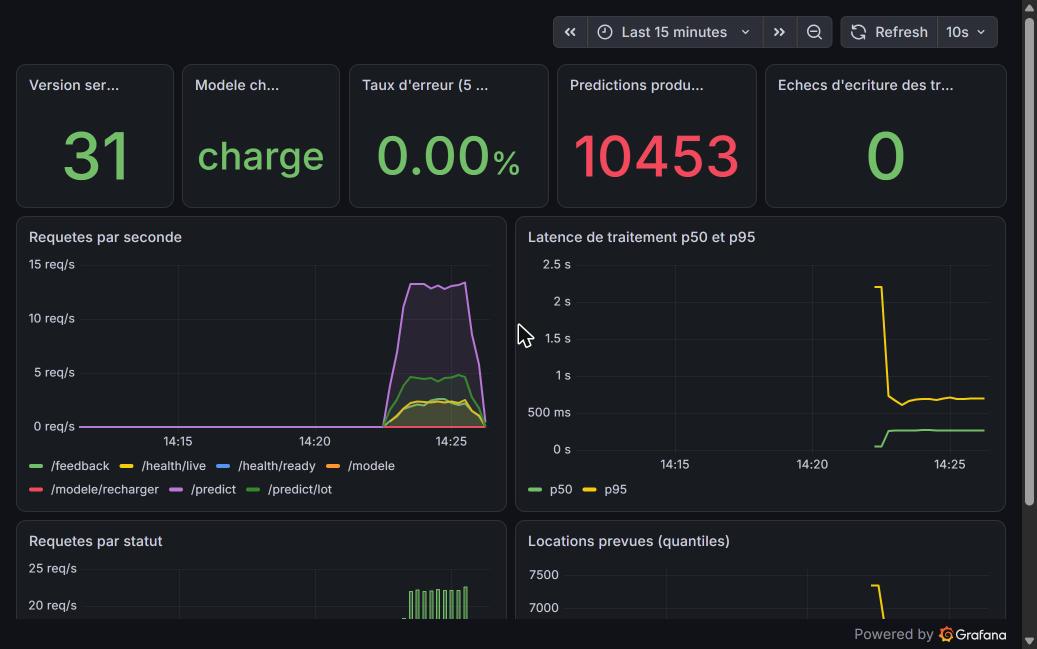 Last 15 minutes
Refresh 10s
Version ser...
Modele ch...
Taux d'erreur (5 ...
Predictions produ...
Echecs d'ecriture des tr...
31
charge
0.00%
10453
0
Requetes par seconde
15 req/s
10 req/s
5 req/s
0 req/s
14:15
14:20
14:25
/feedback
/health/live
/health/ready
/modele
/modele/recharger
/predict
/predict/lot
Latence de traitement p50 et p95
2.5 s
2 s
1.5 s
1 s
500 ms
0 s
14:15
14:20
14:25
p50
p95
Requetes par statut
25 req/s
20 req/s
Locations prevues (quantiles)
7500
7000
Powered by Grafana